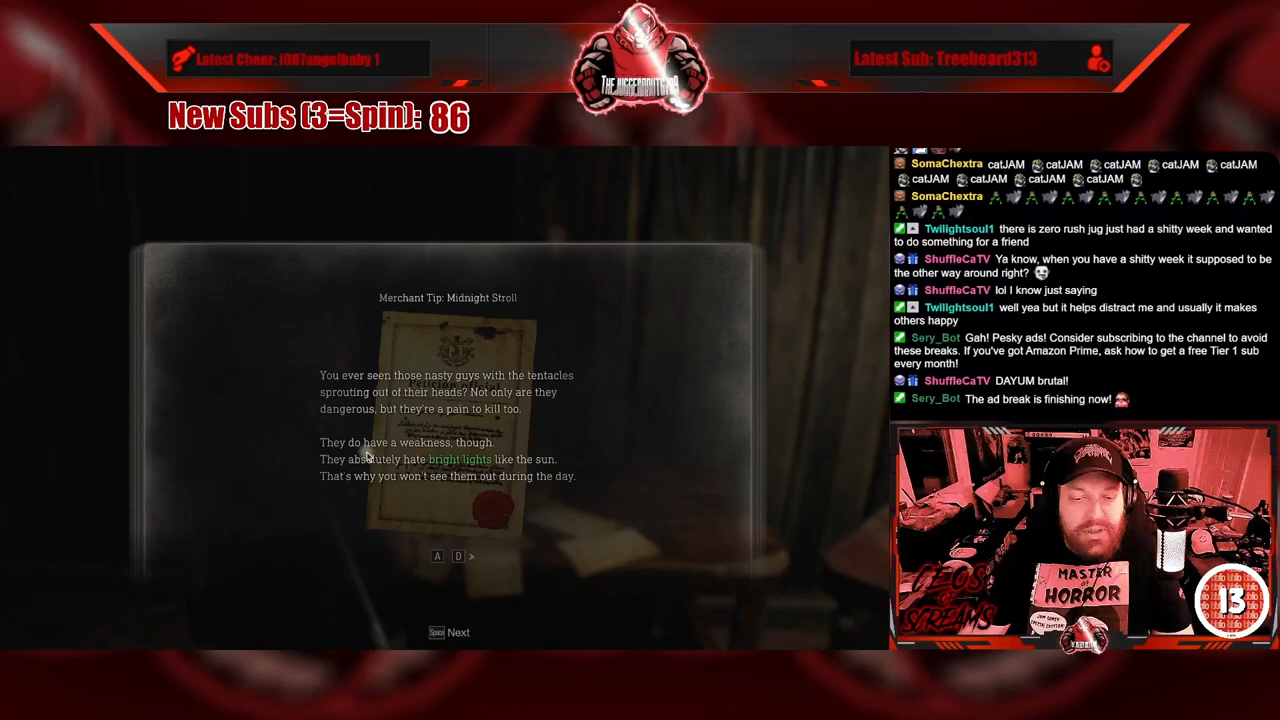 Latest Cheer: i987angelbaby 1
Latest Sub: Treebeard313
New Subs (3=Spin): 86
Merchant Tip: Midnight Stroll
You ever seen those nasty guys with the tentacles
sprouting out of their heads? Not only are they
dangerous, but they're a pain to kill too.
They do have a weakness, though.
They absolutely hate bright lights like the sun.
That's why you won't see them out during the day.
A D >
Space Next
SomaChextra catJAM catJAM catJAM catJAM catJAM
catJAM catJAM catJAM catJAM
SomaChextra
Twilightsoul1 there is zero rush jug just had a shitty week and wanted
to do something for a friend
ShuffleCaTV Ya know, when you have a shitty week it supposed to be
the other way around right?
ShuffleCaTV lol I know just saying
Twilightsoul1 well yea but it helps distract me and usually it makes
others happy
Sery_Bot Gah! Pesky ads! Consider subscribing to the channel to avoid
these breaks. If you've got Amazon Prime, ask how to get a free Tier 1 sub
every month!
ShuffleCaTV DAYUM brutal!
Sery_Bot The ad break is finishing now!
MASTER
OF
HORROR
SCREAMS
13